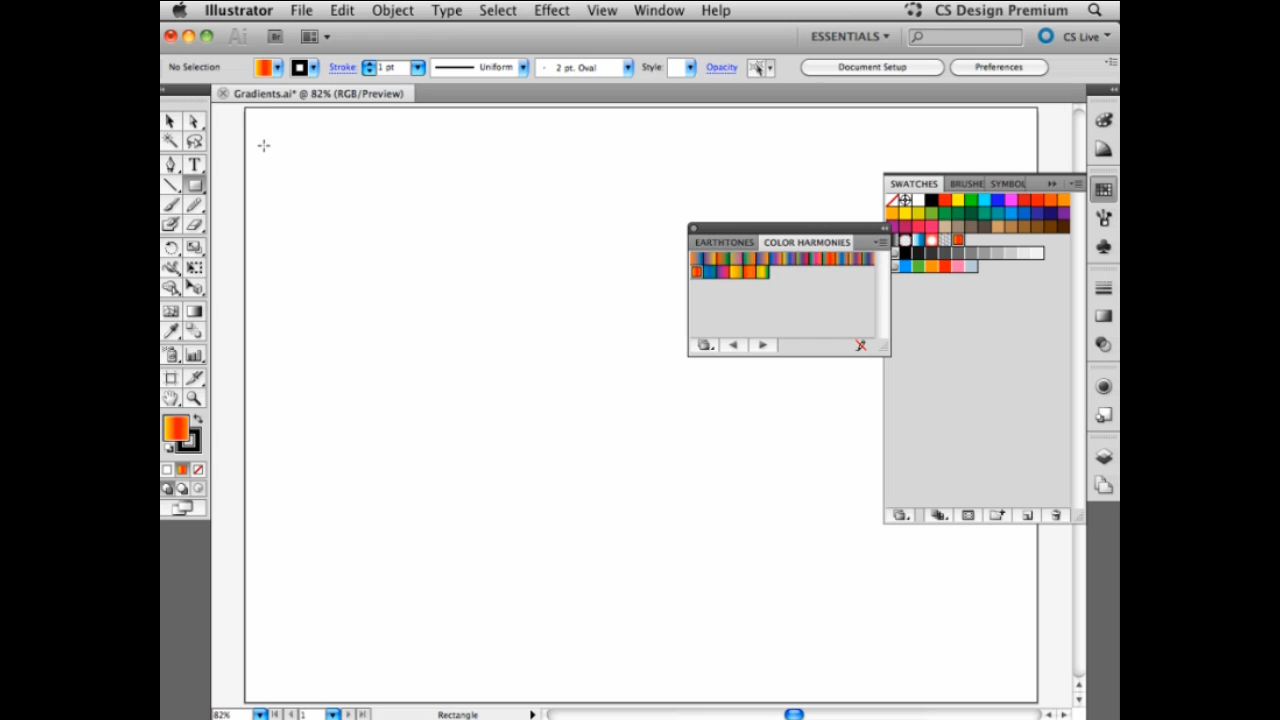 Illustrator File Edit Object Type Select Effect View Window Help CS Design Premium
Ai Br ESSENTIALS CS Live
No Selection Stroke: 1 pt Uniform 2 pt. Oval Style: Opacity Document Setup Preferences
Gradients.ai* @ 82% (RGB/Preview)
T
SWATCHES BRUSHE SYMBOL
EARTHTONES COLOR HARMONIES
82% 1 Rectangle